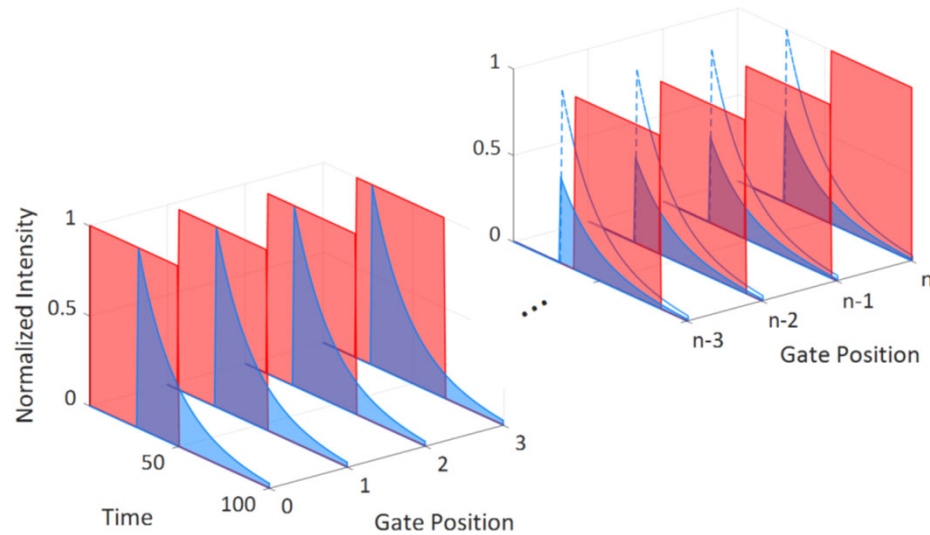 1
0.5
0
Normalized Intensity
50
100
Time
0
1
2
3
Gate Position
...
1
0.5
0
n-3
n-2
n-1
n
Gate Position